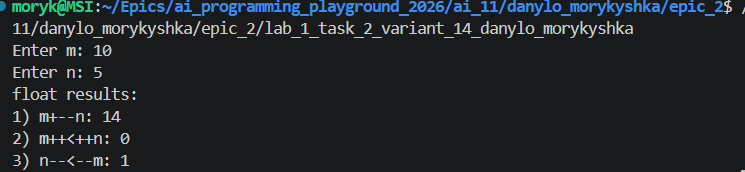 moryk@MSI:~/Epics/ai_programming_playground_2026/ai_11/danylo_morykyshka/epic_2$ /
11/danylo_morykyshka/epic_2/lab_1_task_2_variant_14_danylo_morykyshka
Enter m: 10
Enter n: 5
float results:
1) m+--n: 14
2) m++<++n: 0
3) n--<--m: 1